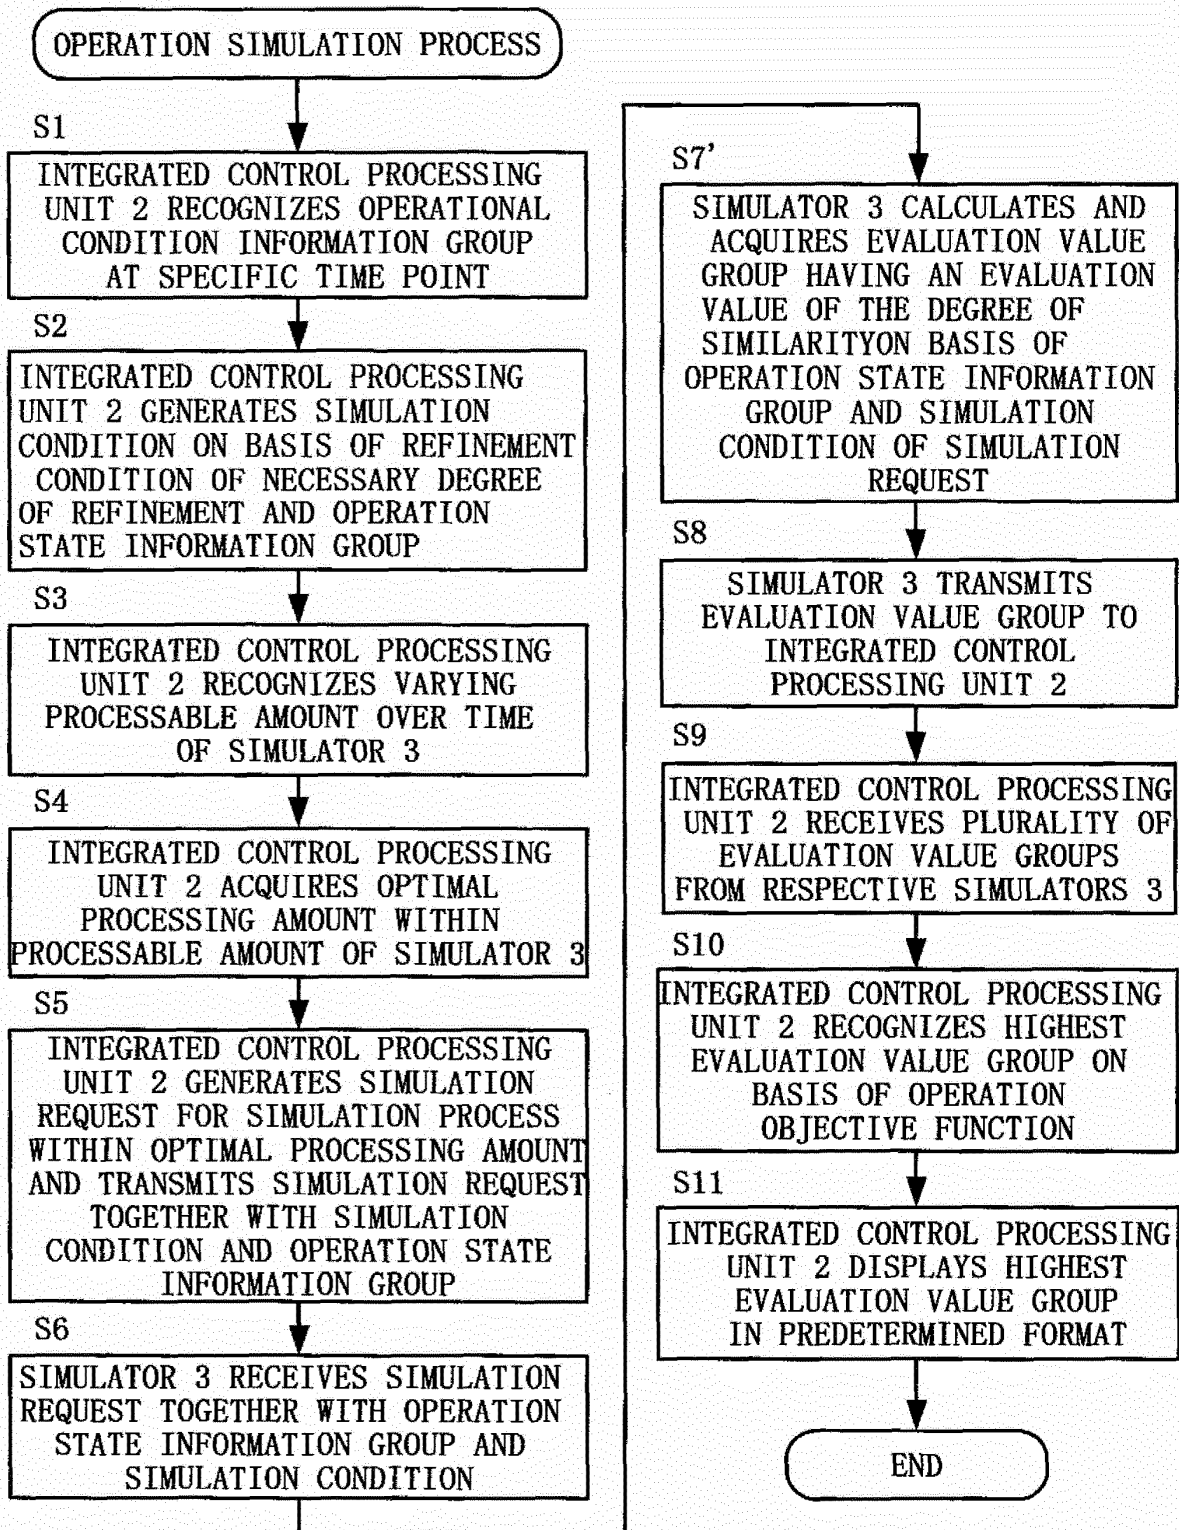 OPERATION SIMULATION PROCESS
S1
INTEGRATED CONTROL PROCESSING
UNIT 2 RECOGNIZES OPERATIONAL
CONDITION INFORMATION GROUP
AT SPECIFIC TIME POINT
S2
INTEGRATED CONTROL PROCESSING
UNIT 2 GENERATES SIMULATION
CONDITION ON BASIS OF REFINEMENT
CONDITION OF NECESSARY DEGREE
OF REFINEMENT AND OPERATION
STATE INFORMATION GROUP
S3
INTEGRATED CONTROL PROCESSING
UNIT 2 RECOGNIZES VARYING
PROCESSABLE AMOUNT OVER TIME
OF SIMULATOR 3
S4
INTEGRATED CONTROL PROCESSING
UNIT 2 ACQUIRES OPTIMAL
PROCESSING AMOUNT WITHIN
PROCESSABLE AMOUNT OF SIMULATOR 3
S5
INTEGRATED CONTROL PROCESSING
UNIT 2 GENERATES SIMULATION
REQUEST FOR SIMULATION PROCESS
WITHIN OPTIMAL PROCESSING AMOUNT
AND TRANSMITS SIMULATION REQUEST
TOGETHER WITH SIMULATION
CONDITION AND OPERATION STATE
INFORMATION GROUP
S6
SIMULATOR 3 RECEIVES SIMULATION
REQUEST TOGETHER WITH OPERATION
STATE INFORMATION GROUP AND
SIMULATION CONDITION
S7'
SIMULATOR 3 CALCULATES AND
ACQUIRES EVALUATION VALUE
GROUP HAVING AN EVALUATION
VALUE OF THE DEGREE OF
SIMILARITYON BASIS OF
OPERATION STATE INFORMATION
GROUP AND SIMULATION
CONDITION OF SIMULATION
REQUEST
S8
SIMULATOR 3 TRANSMITS
EVALUATION VALUE GROUP TO
INTEGRATED CONTROL
PROCESSING UNIT 2
S9
INTEGRATED CONTROL PROCESSING
UNIT 2 RECEIVES PLURALITY OF
EVALUATION VALUE GROUPS
FROM RESPECTIVE SIMULATORS 3
S10
INTEGRATED CONTROL PROCESSING
UNIT 2 RECOGNIZES HIGHEST
EVALUATION VALUE GROUP ON
BASIS OF OPERATION
OBJECTIVE FUNCTION
S11
INTEGRATED CONTROL PROCESSING
UNIT 2 DISPLAYS HIGHEST
EVALUATION VALUE GROUP
IN PREDETERMINED FORMAT
END